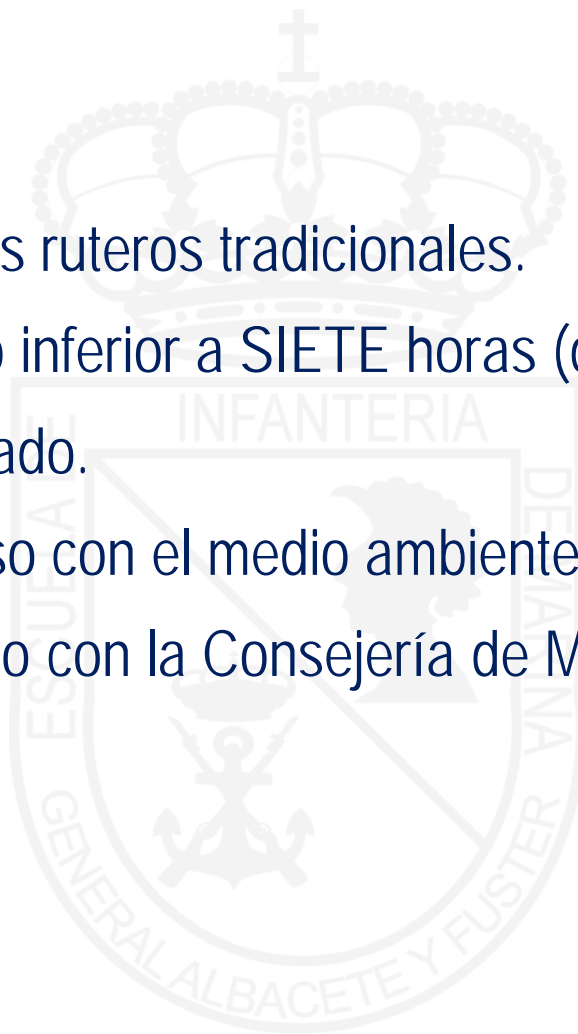 s ruteros tradicionales.
o inferior a SIETE horas (
ado.
so con el medio ambiente
o con la Consejería de M
INFANTERIA
ESCUELA DE
DE MARINA
GENERAL ALBACETE Y FUSTER